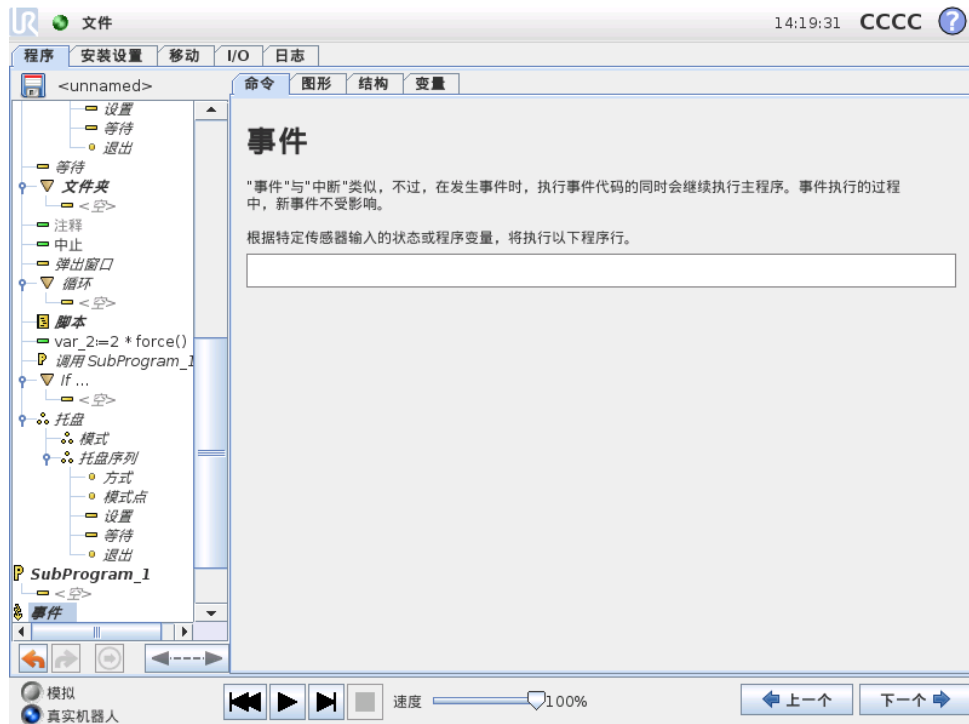 UR 文件 14:19:31 CCCC ?
程序 安装设置 移动 I/O 日志
<unnamed>
命令 图形 结构 变量
设置
等待
退出
等待
文件夹
<空>
注释
中止
弹出窗口
循环
<空>
脚本
var_2:=2 * force()
调用 SubProgram_1
If ...
<空>
托盘
模式
托盘序列
方式
模式点
设置
等待
退出
SubProgram_1
<空>
事件
事件
"事件"与"中断"类似，不过，在发生事件时，执行事件代码的同时会继续执行主程序。事件执行的过程
中，新事件不受影响。
根据特定传感器输入的状态或程序变量，将执行以下程序行。
模拟
真实机器人
速度 100%
上一个 下一个